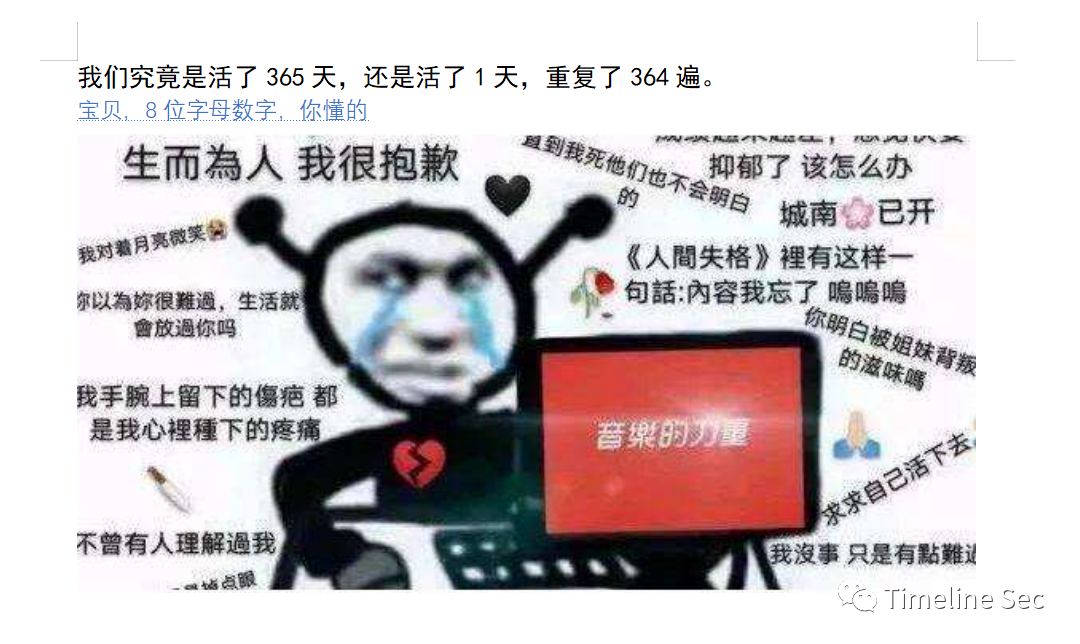 我们究竟是活了 365 天，还是活了 1 天，重复了 364 遍。
宝贝，8 位字母数字，你懂的
生而為人 我很抱歉
直到我死他们也不会明白
的
抑郁了 该怎么办
城南🌸已开
我对着月亮微笑😭
《人間失格》裡有这样一
句話:內容我忘了 嗚嗚嗚
你以為妳很難過，生活就
會放過你吗
你明白被姐妹背叛
的滋味嗎
我手腕上留下的傷疤 都
是我心裡種下的疼痛
音樂的力量
求求自己活下去
不曾有人理解過我
我沒事 只是有點難過
掉点眼
Timeline Sec